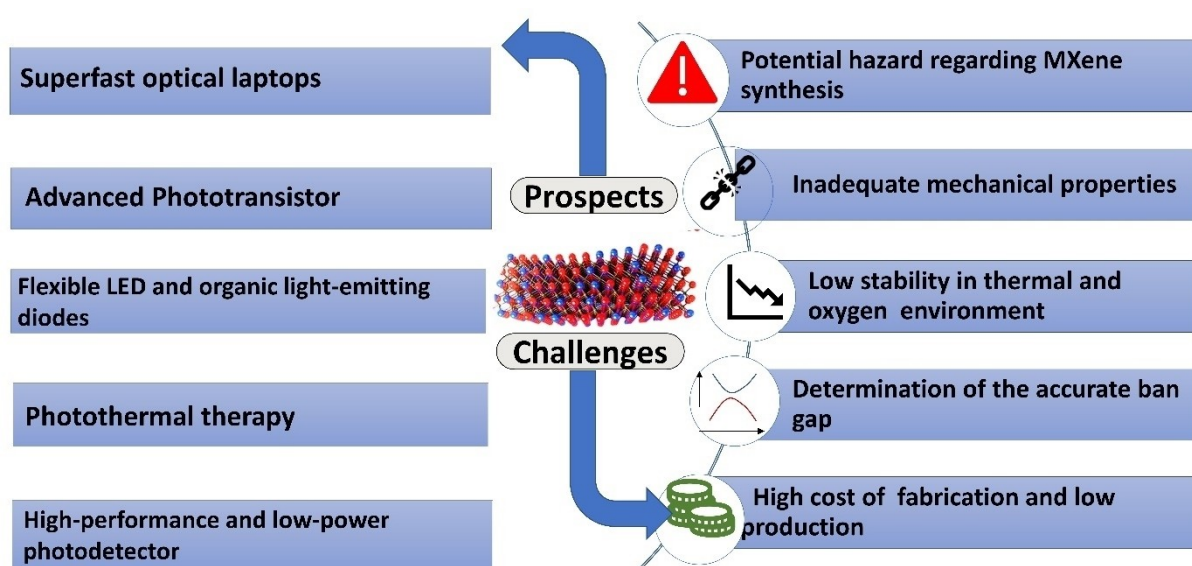 Superfast optical laptops
Advanced Phototransistor
Flexible LED and organic light-emitting
diodes
Photothermal therapy
High-performance and low-power
photodetector
Prospects
Challenges
Potential hazard regarding MXene
synthesis
Inadequate mechanical properties
Low stability in thermal and
oxygen environment
Determination of the accurate ban
gap
High cost of fabrication and low
production